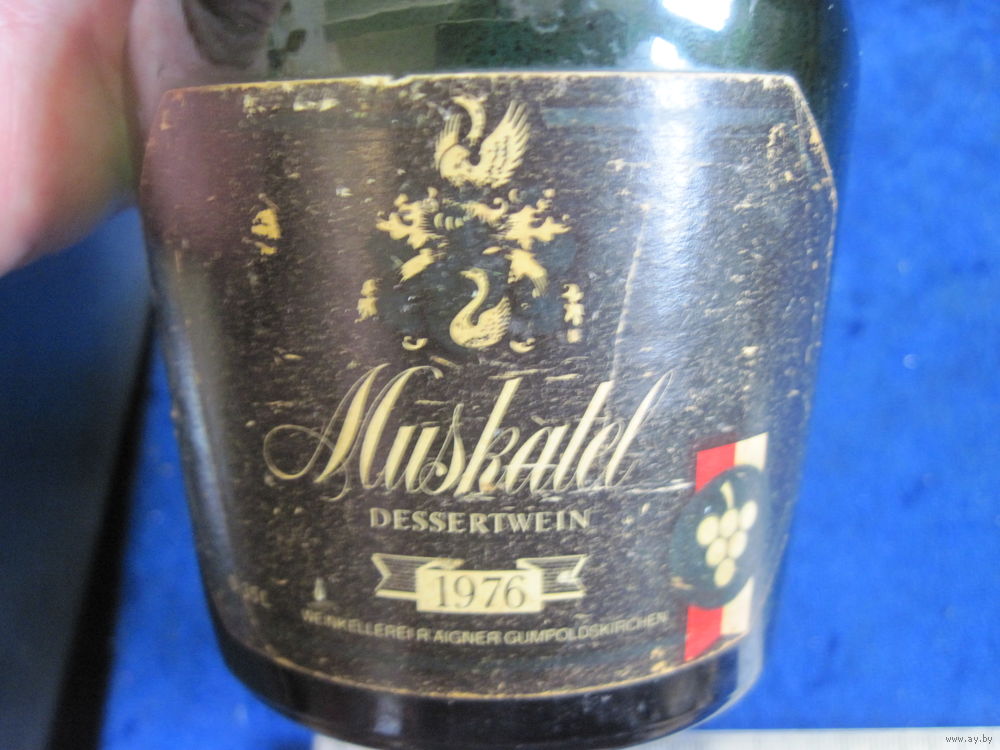 Muskatel
DESSERTWEIN
1976
WEINKELLEREI R AIGNER GUMPOLDSKIRCHEN
www.ay.by